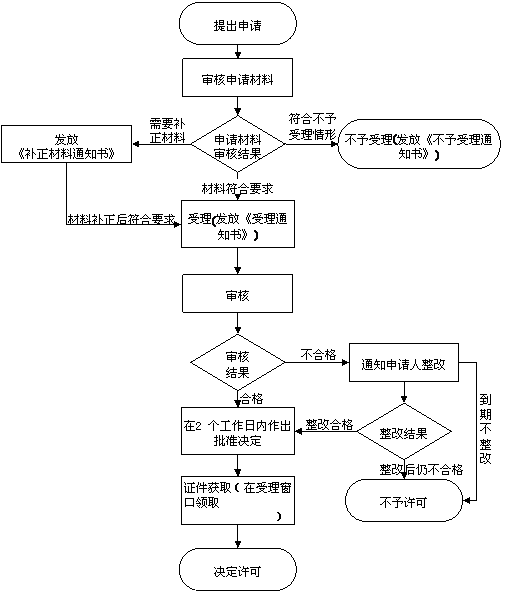 提出申请
审核申请材料
需要补
正材料
符合不予
受理情形
申请材料
审核结果
发放
《补正材料通知书》
不予受理(发放《不予受理通
知书》)
材料符合要求
材料补正后符合要求
受理(发放《受理通
知书》)
审核
审核
结果
不合格
通知申请人整改
合格
到期不整改
在2 个工作日内作出
批准决定
整改合格
整改结果
整改后仍不合格
证件获取 ( 在受理窗
口领取
)
不予许可
决定许可